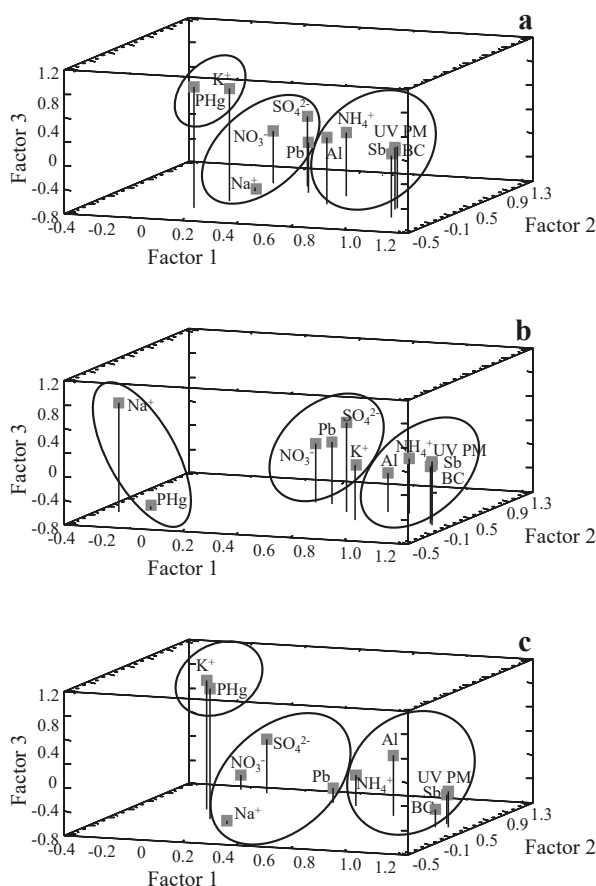 a
1.2
0.8
0.4
0
-0.4
-0.8
Factor 3
K⁺
PHg
SO₄²⁻
NO₃⁻
Pb
Na⁺
NH₄⁺
Al
UV PM
Sb
BC
-0.4 -0.1 0 0.2 0.4 0.6 0.8 1.0 1.2
Factor 1
-0.5 -0.1 0.5 0.9 1.3
Factor 2
b
1.2
0.8
0.4
0
-0.4
-0.8
Factor 3
Na⁺
PHg
SO₄²⁻
Pb
NO₃⁻
K⁺
NH₄⁺
UV PM
Al
Sb
BC
-0.4 -0.1 0 0.2 0.4 0.6 0.8 1.0 1.2
Factor 1
-0.5 -0.1 0.5 0.9 1.3
Factor 2
c
1.2
0.8
0.4
0
-0.4
-0.8
Factor 3
K⁺
PHg
SO₄²⁻
NO₃⁻
Na⁺
Pb
Al
NH₄⁺
UV PM
Sb
BC
-0.4 -0.1 0 0.2 0.4 0.6 0.8 1.0 1.2
Factor 1
-0.5 -0.1 0.5 0.9 1.3
Factor 2